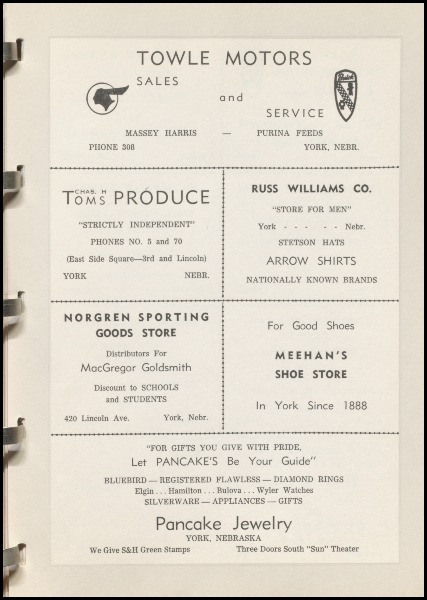 TOWLE MOTORS
SALES
and
SERVICE
Buick
MASSEY HARRIS — PURINA FEEDS
PHONE 308 YORK, NEBR.
CHAS. H
TOMS PRODUCE
"STRICTLY INDEPENDENT"
PHONES NO. 5 and 70
(East Side Square—3rd and Lincoln)
YORK NEBR.
RUSS WILLIAMS CO.
"STORE FOR MEN"
York - - - - - Nebr.
STETSON HATS
ARROW SHIRTS
NATIONALLY KNOWN BRANDS
NORGREN SPORTING
GOODS STORE
Distributors For
MacGregor Goldsmith
Discount to SCHOOLS
and STUDENTS
420 Lincoln Ave. York, Nebr.
For Good Shoes
MEEHAN'S
SHOE STORE
In York Since 1888
"FOR GIFTS YOU GIVE WITH PRIDE,
Let PANCAKE'S Be Your Guide"
BLUEBIRD — REGISTERED FLAWLESS — DIAMOND RINGS
Elgin . . . Hamilton . . . Bulova . . . Wyler Watches
SILVERWARE — APPLIANCES — GIFTS
Pancake Jewelry
YORK, NEBRASKA
We Give S&H Green Stamps Three Doors South "Sun" Theater